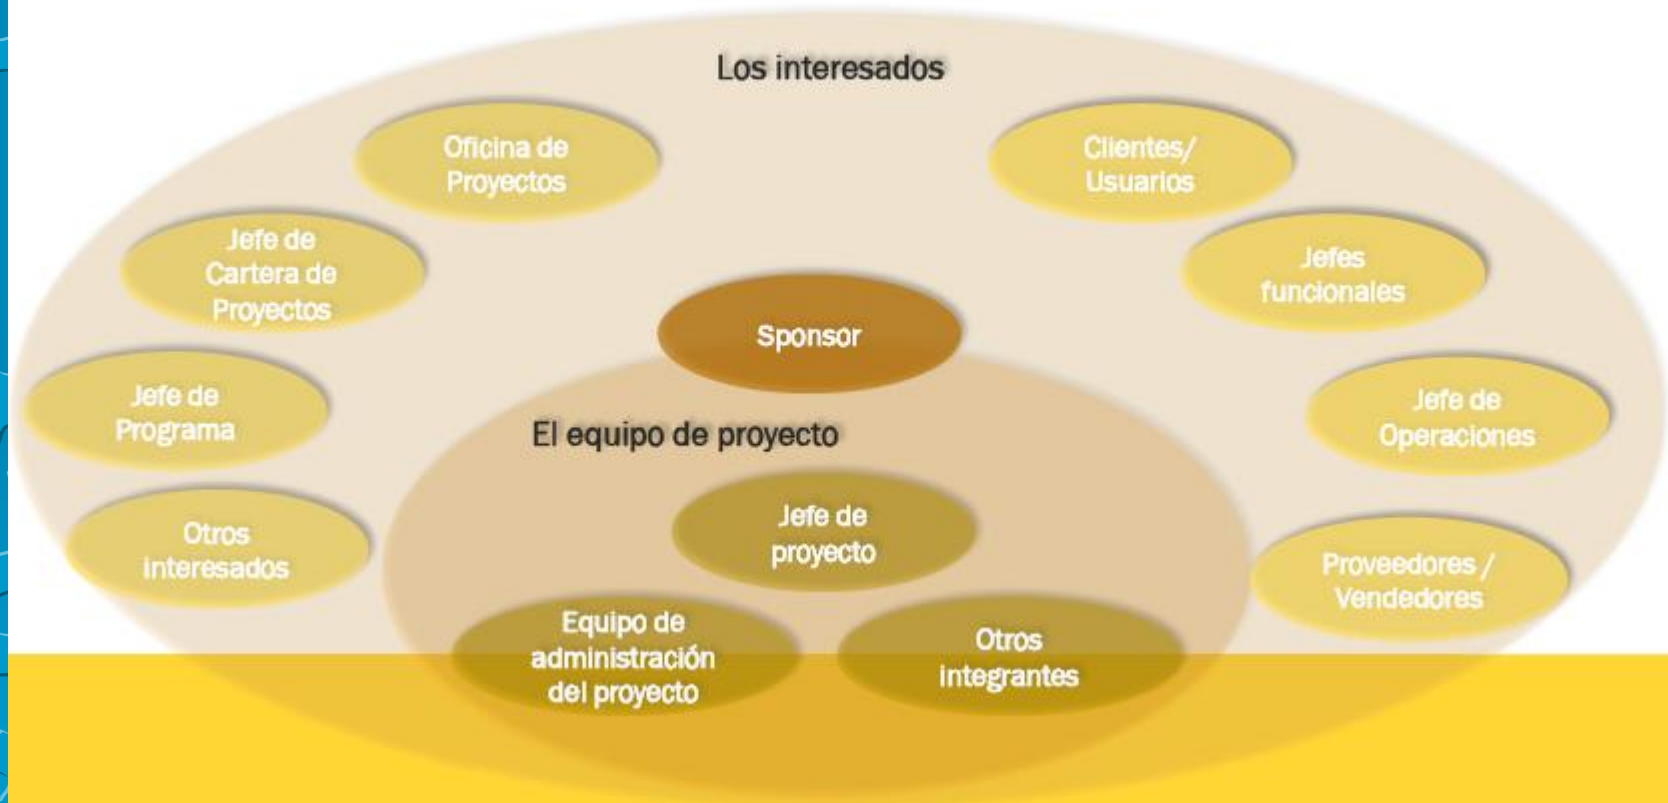 Los interesados
Oficina de
Proyectos
Clientes/
Usuarios
Jefe de
Cartera de
Proyectos
Jefes
funcionales
Sponsor
Jefe de
Programa
Jefe de
Operaciones
El equipo de proyecto
Jefe de
proyecto
Otros
interesados
Proveedores /
Vendedores
Equipo de
administración
del proyecto
Otros
integrantes